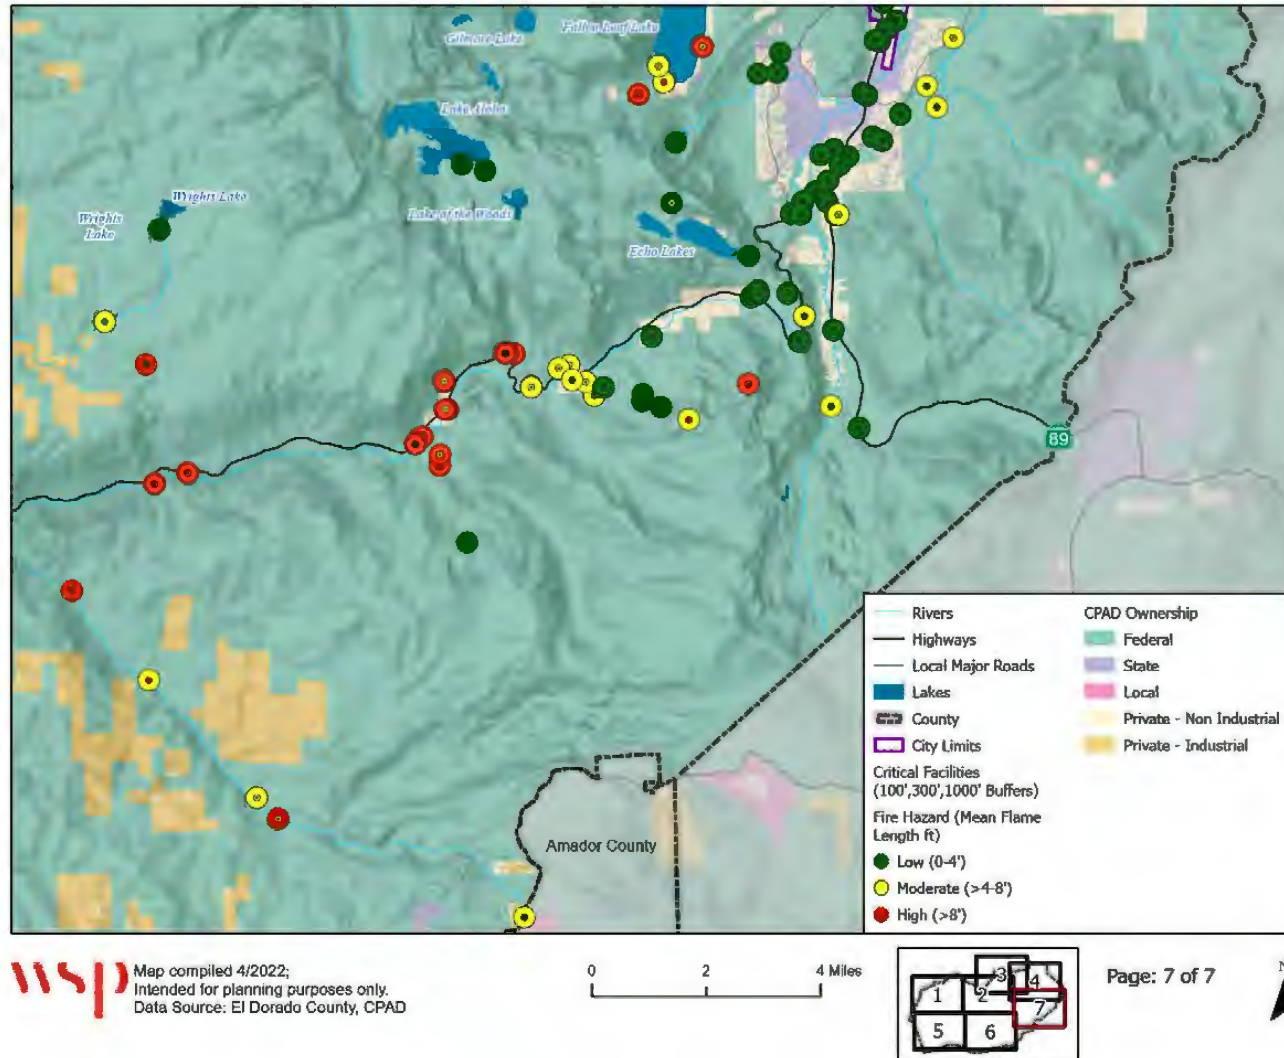 Gilmore Lake
Fallen Leaf Lake
Lake Aloha
Wrights Lake
Wrights
Lake
Lake of the Woods
Echo Lakes
89
Amador County
Rivers
Highways
Local Major Roads
Lakes
County
City Limits
Critical Facilities
(100',300',1000' Buffers)
Fire Hazard (Mean Flame
Length ft)
Low (0-4')
Moderate (>4-8')
High (>8')
CPAD Ownership
Federal
State
Local
Private - Non Industrial
Private - Industrial
wsp
Map compiled 4/2022;
Intended for planning purposes only.
Data Source: El Dorado County, CPAD
0 2 4 Miles
1
2
3
4
5
6
7
Page: 7 of 7
N